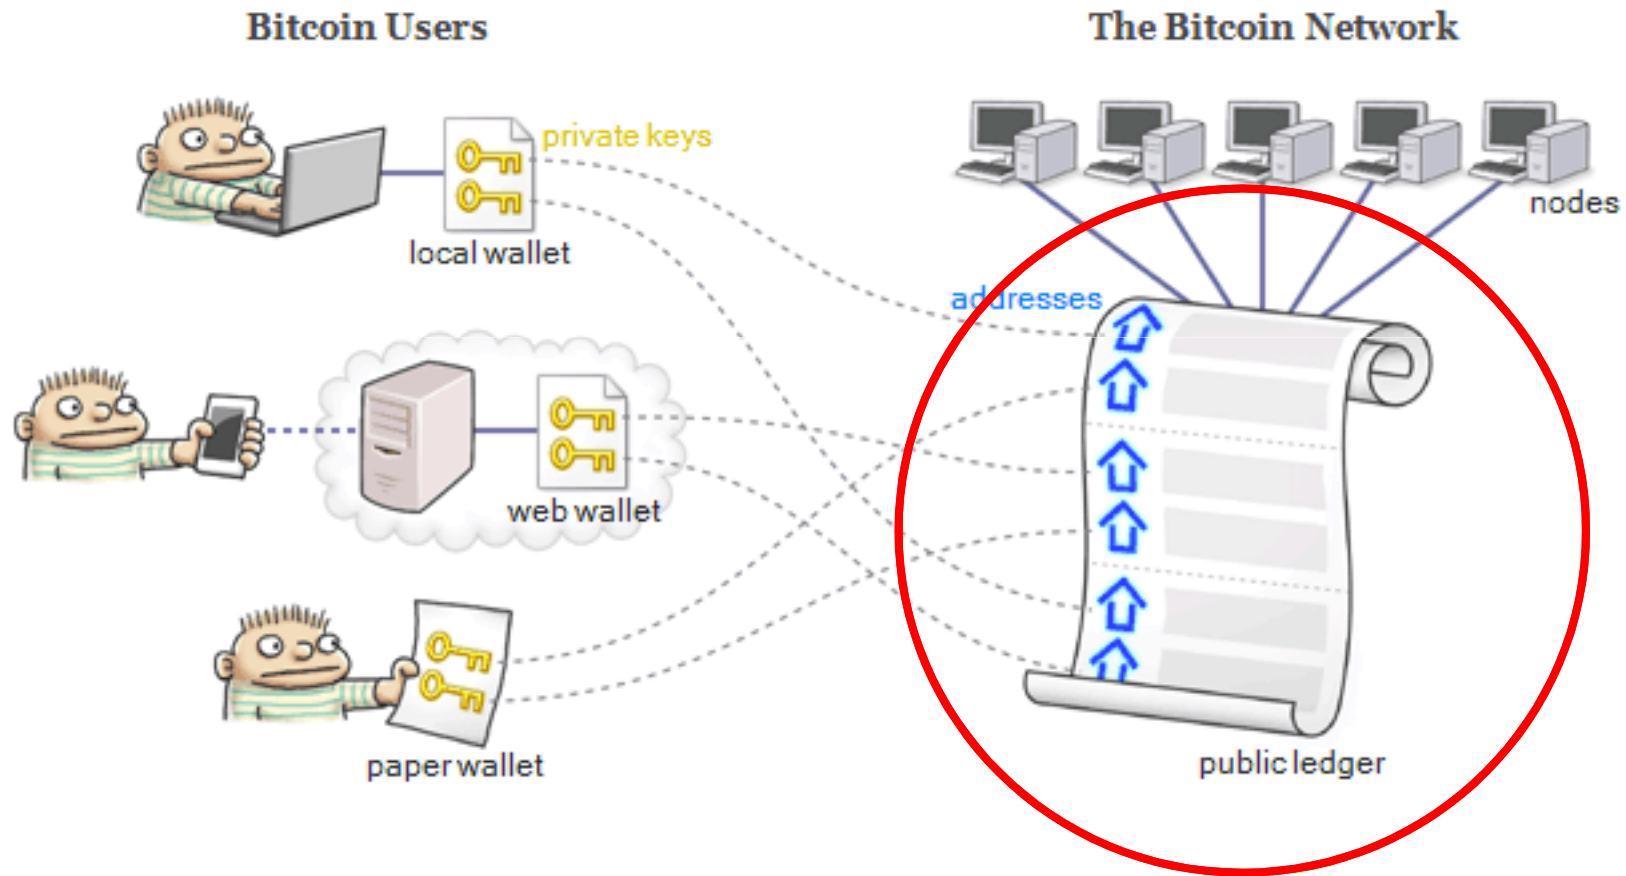 Bitcoin Users
The Bitcoin Network
private keys
nodes
local wallet
addresses
web wallet
paper wallet
public ledger